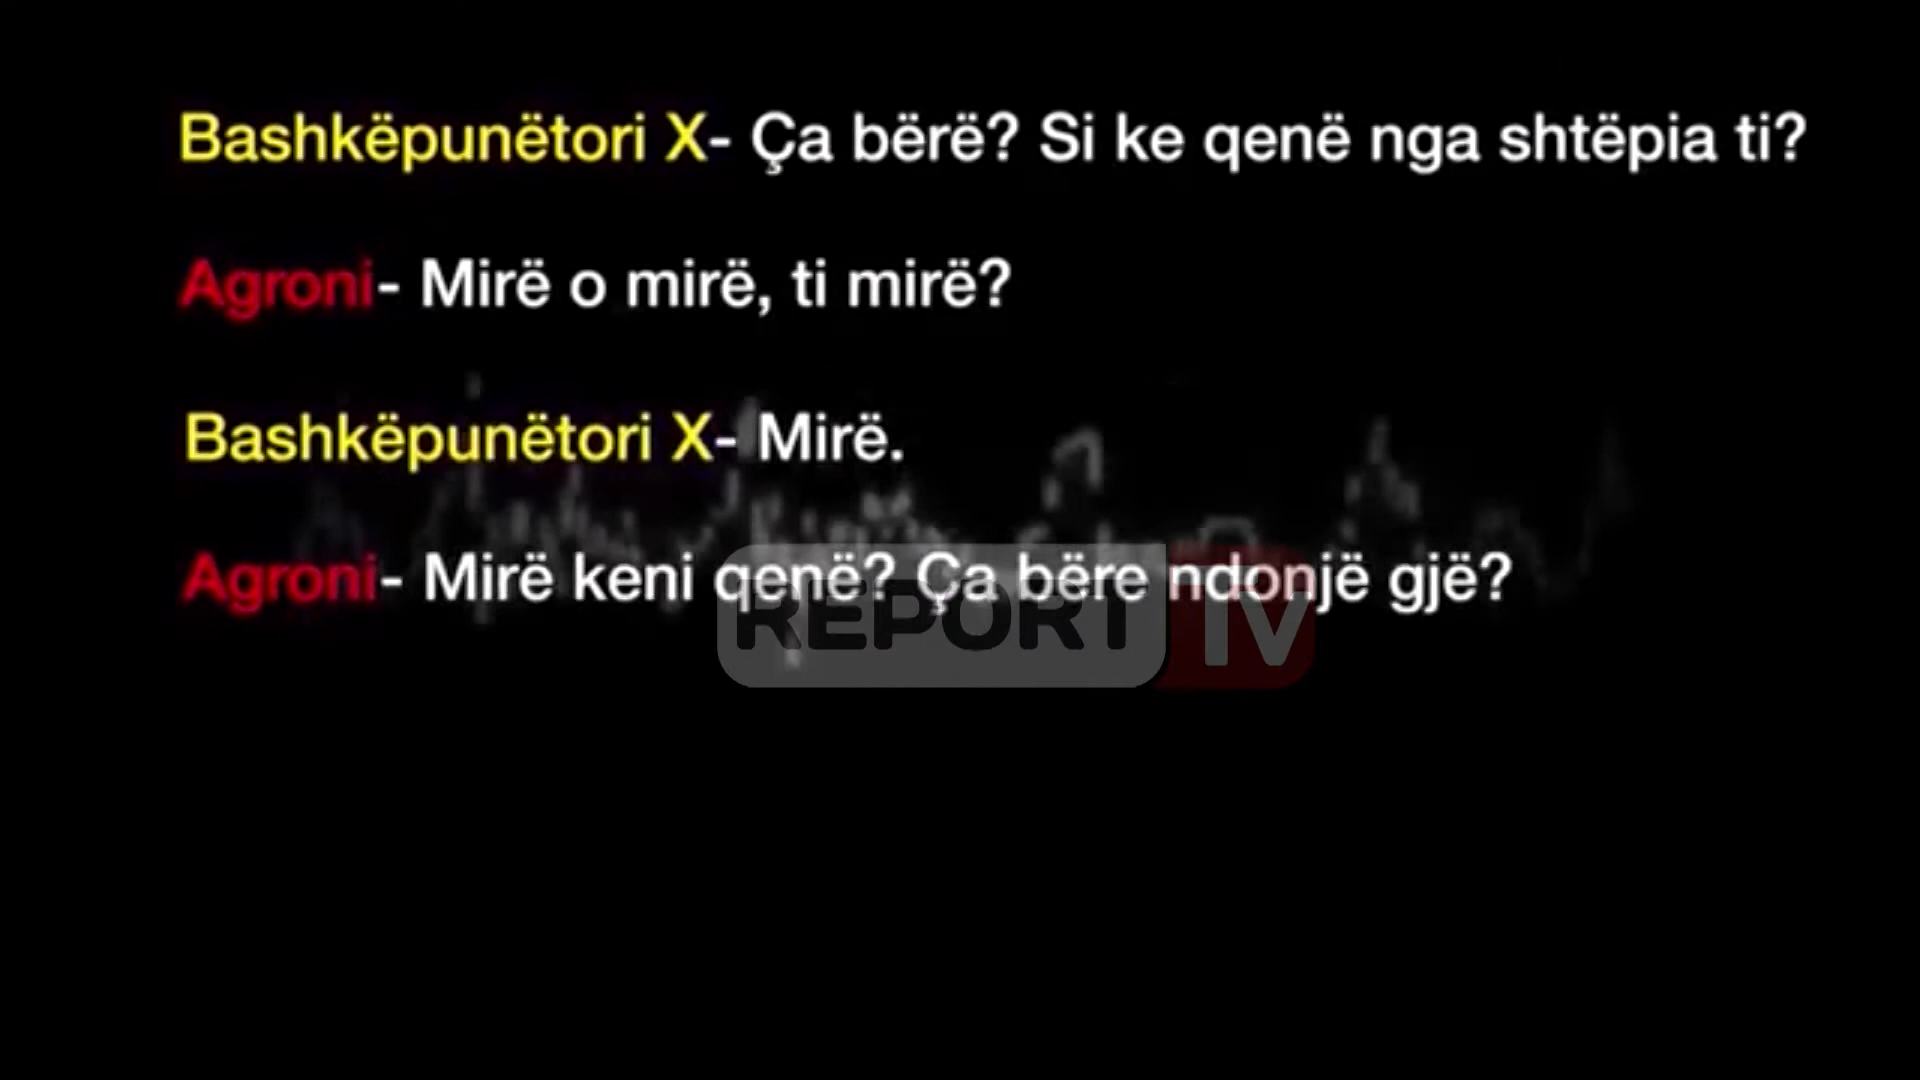 Bashkëpunëtori X- Ça bërë? Si ke qenë nga shtëpia ti?
Agroni- Mirë o mirë, ti mirë?
Bashkëpunëtori X- Mirë.
Agroni- Mirë keni qenë? Ça bëre ndonjë gjë?
REPORT TV